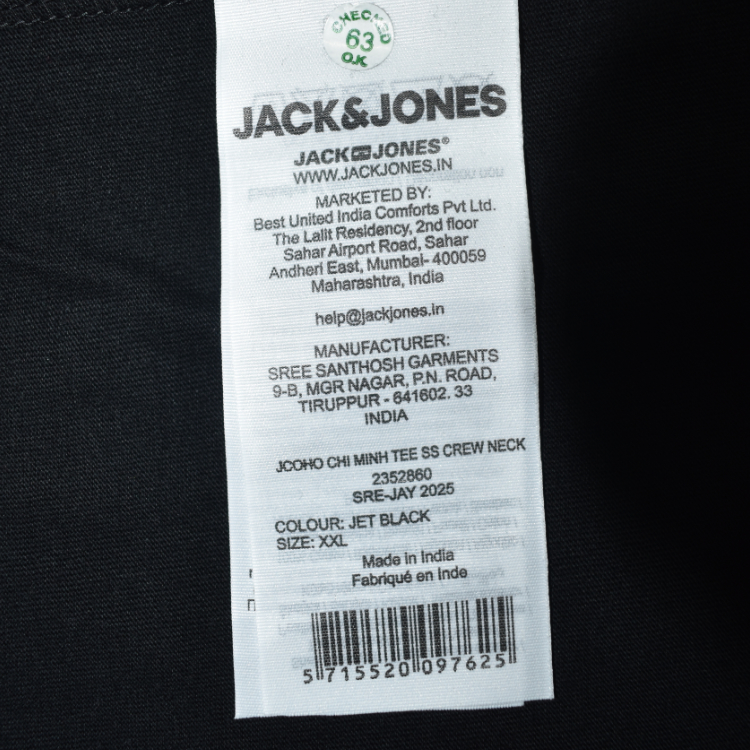 CHECKED
63
O.K
JACK&JONES
JACK JONES®
WWW.JACKJONES.IN
MARKETED BY:
Best United India Comforts Pvt Ltd.
The Lalit Residency, 2nd floor
Sahar Airport Road, Sahar
Andheri East, Mumbai- 400059
Maharashtra, India
help@jackjones.in
MANUFACTURER:
SREE SANTHOSH GARMENTS
9-B, MGR NAGAR, P.N. ROAD,
TIRUPPUR - 641602. 33
INDIA
JCOHO CHI MINH TEE SS CREW NECK
2352860
SRE-JAY 2025
COLOUR: JET BLACK
SIZE: XXL
Made in India
Fabriqué en Inde
5 715520 097625